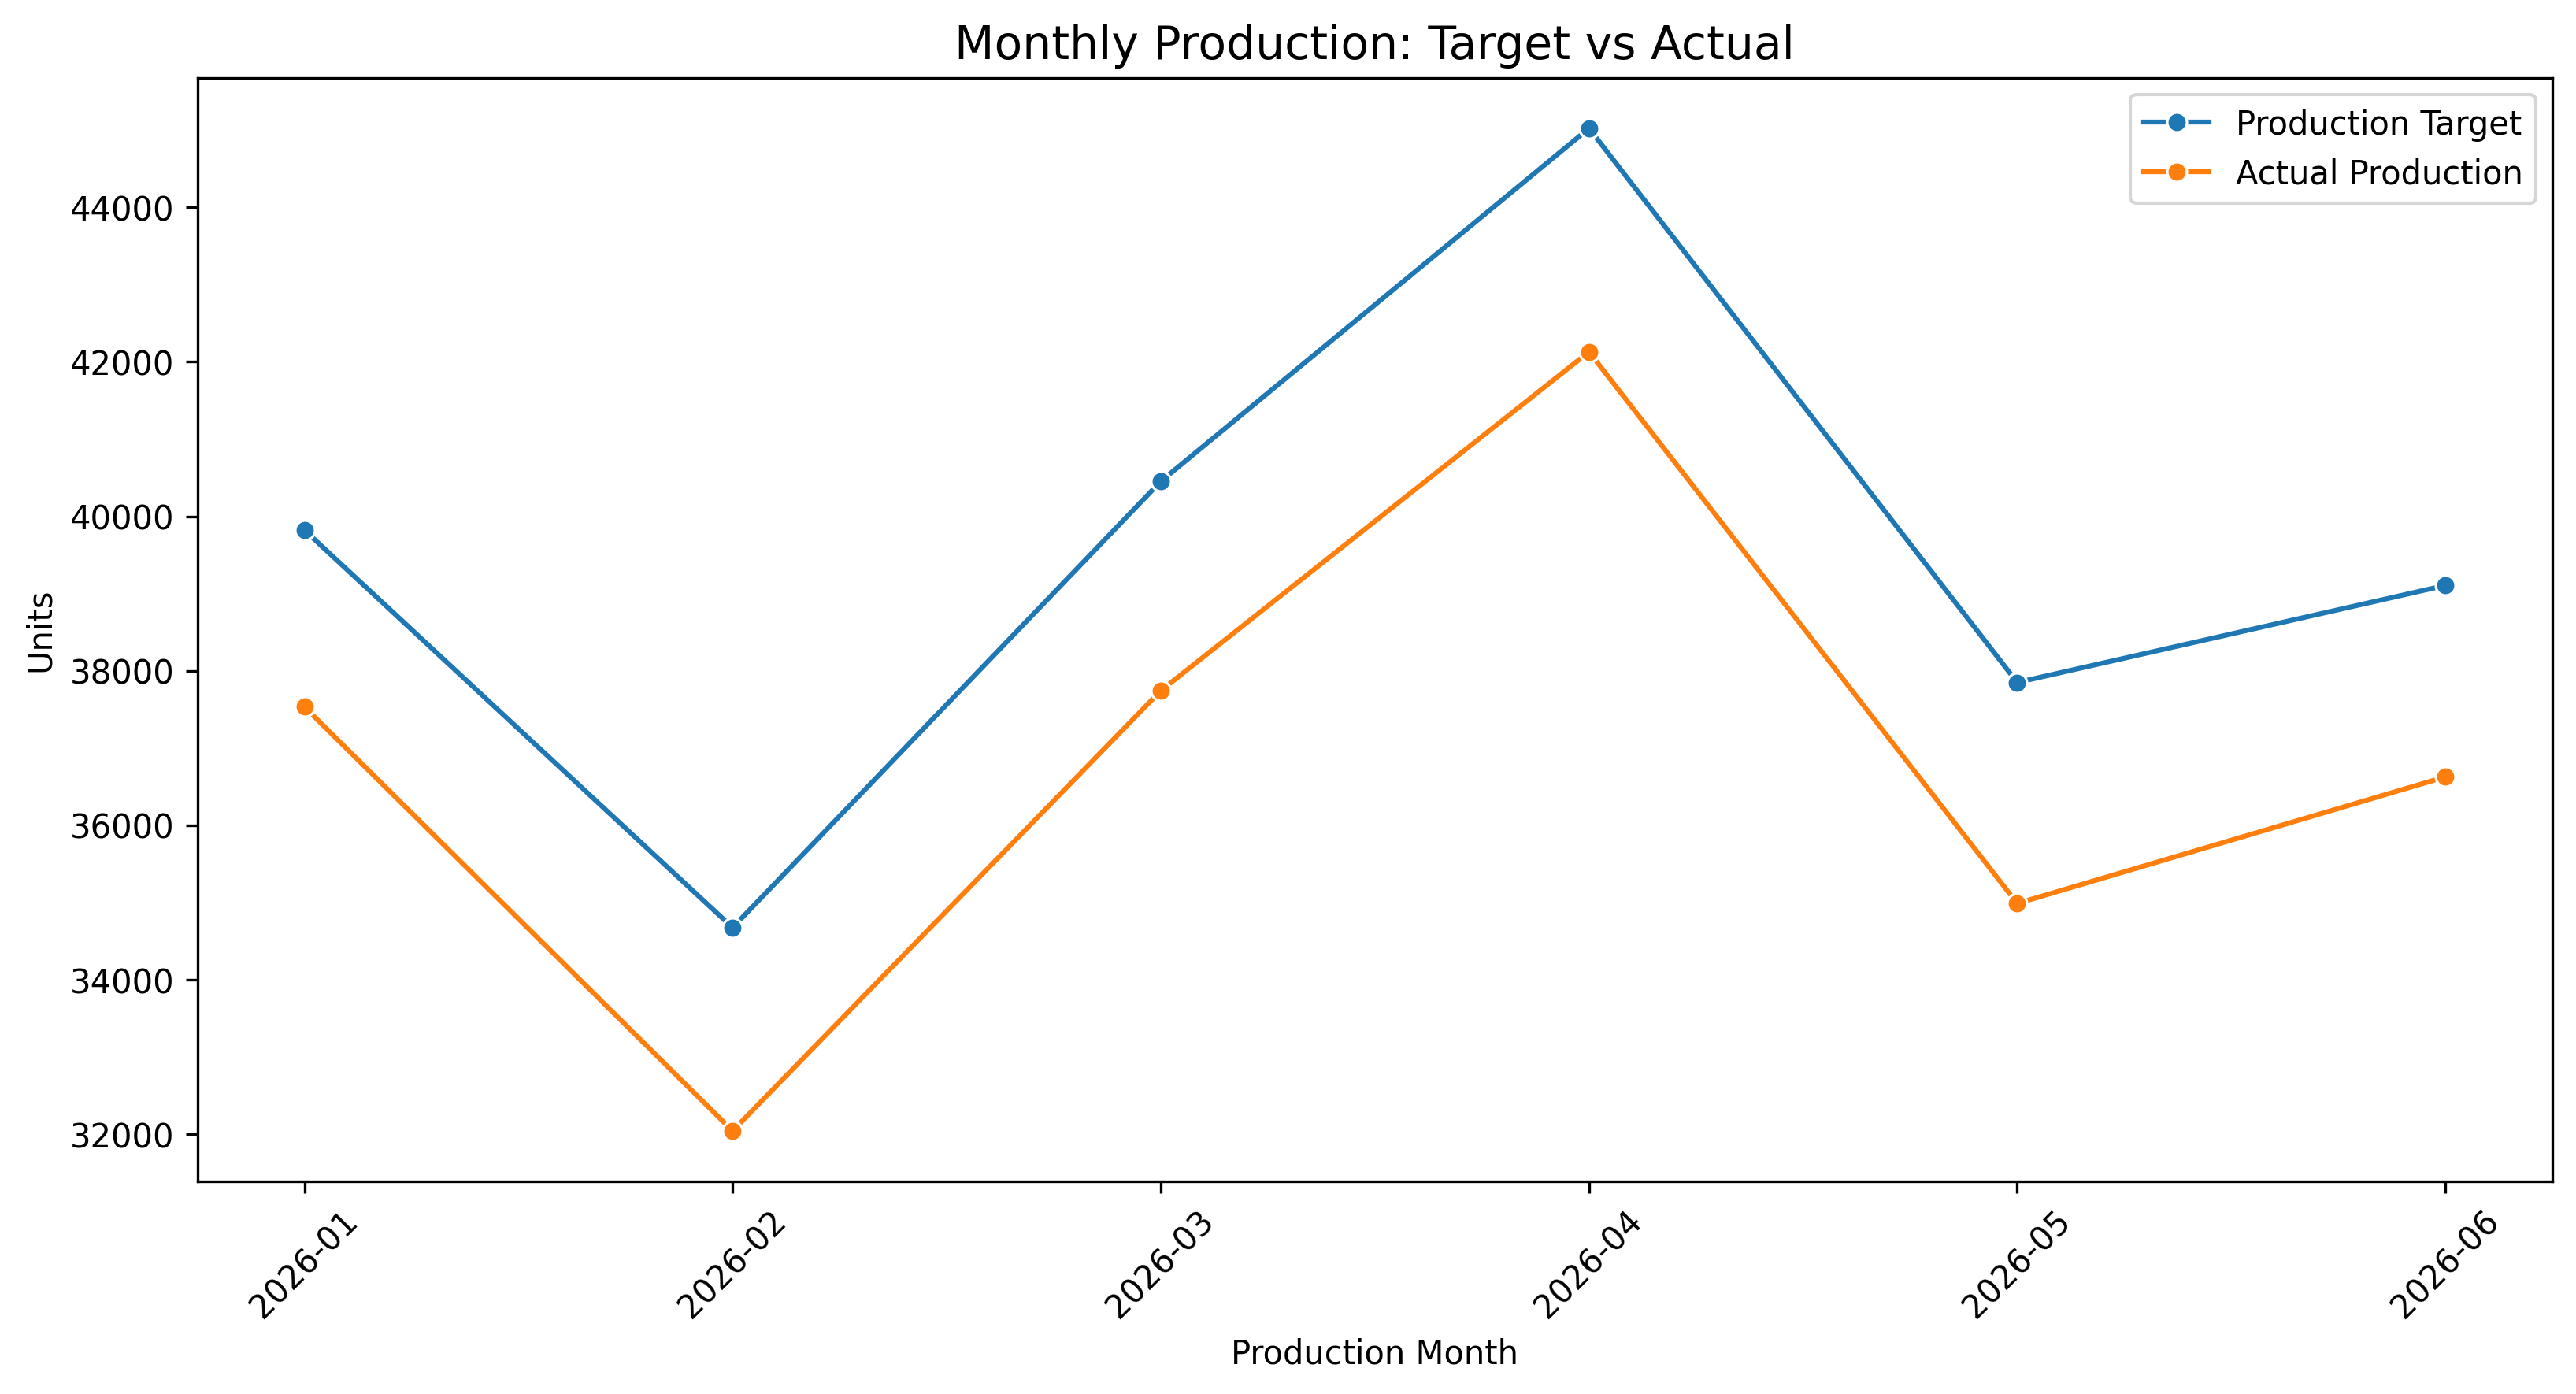 Monthly Production: Target vs Actual
Production Target
Actual Production
44000
42000
40000
38000
36000
34000
32000
Units
2026-01
2026-02
2026-03
2026-04
2026-05
2026-06
Production Month